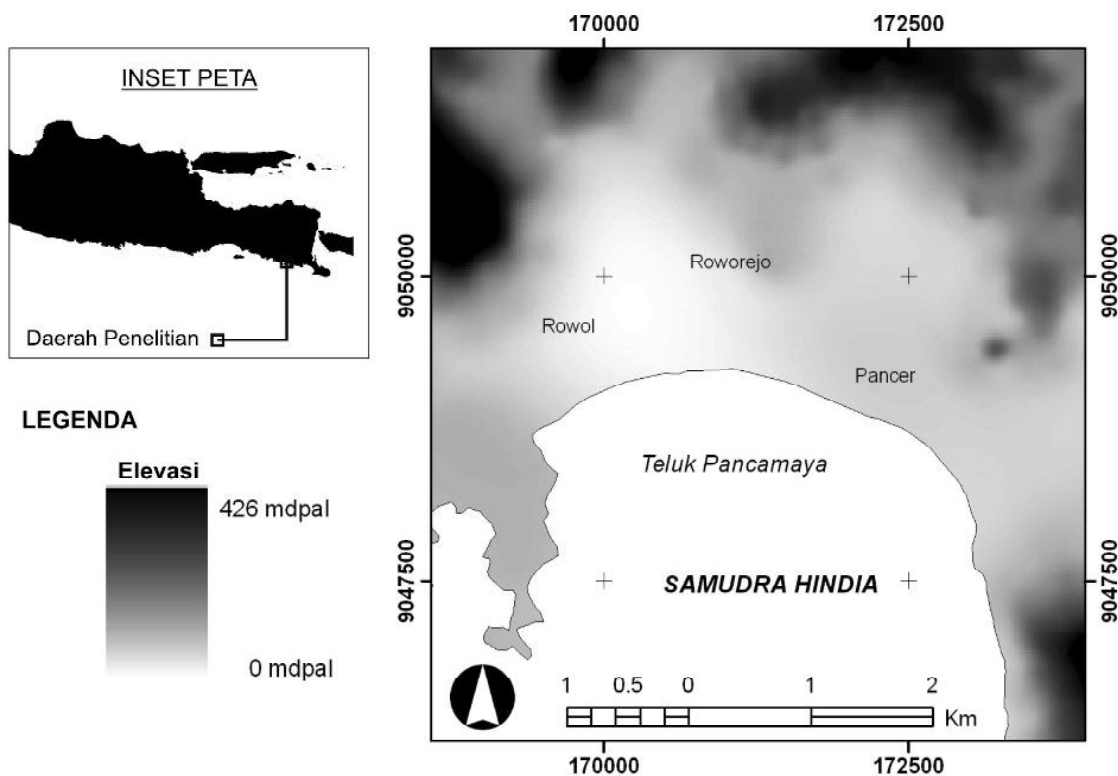 INSET PETA
Daerah Penelitian
LEGENDA
Elevasi
426 mdpal
0 mdpal
170000
172500
9050000
9050000
Roworejo
Rowol
Pancer
Teluk Pancamaya
9047500
9047500
SAMUDRA HINDIA
1 0.5 0 1 2
Km
170000
172500